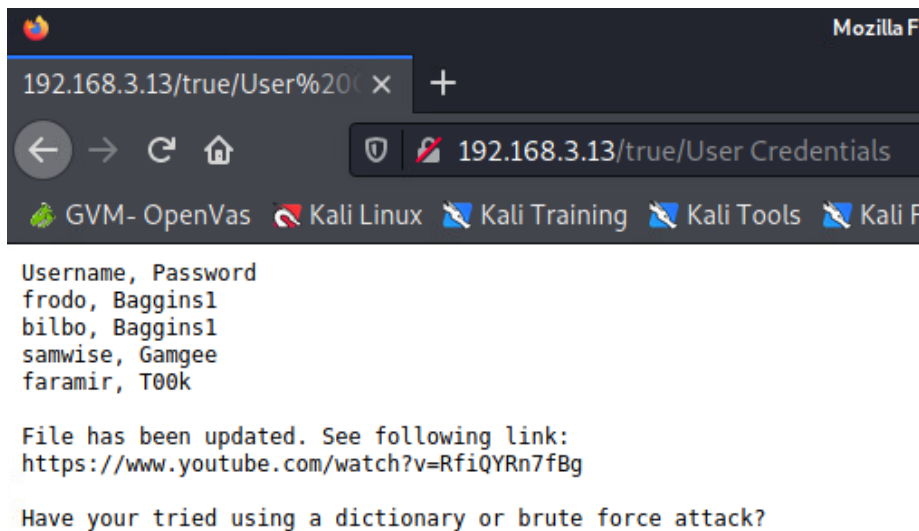 Mozilla F
192.168.3.13/true/User%20
192.168.3.13/true/User Credentials
GVM- OpenVas Kali Linux Kali Training Kali Tools Kali F
Username, Password
frodo, Baggins1
bilbo, Baggins1
samwise, Gamgee
faramir, T00k
File has been updated. See following link:
https://www.youtube.com/watch?v=RfiQYRn7fBg
Have your tried using a dictionary or brute force attack?